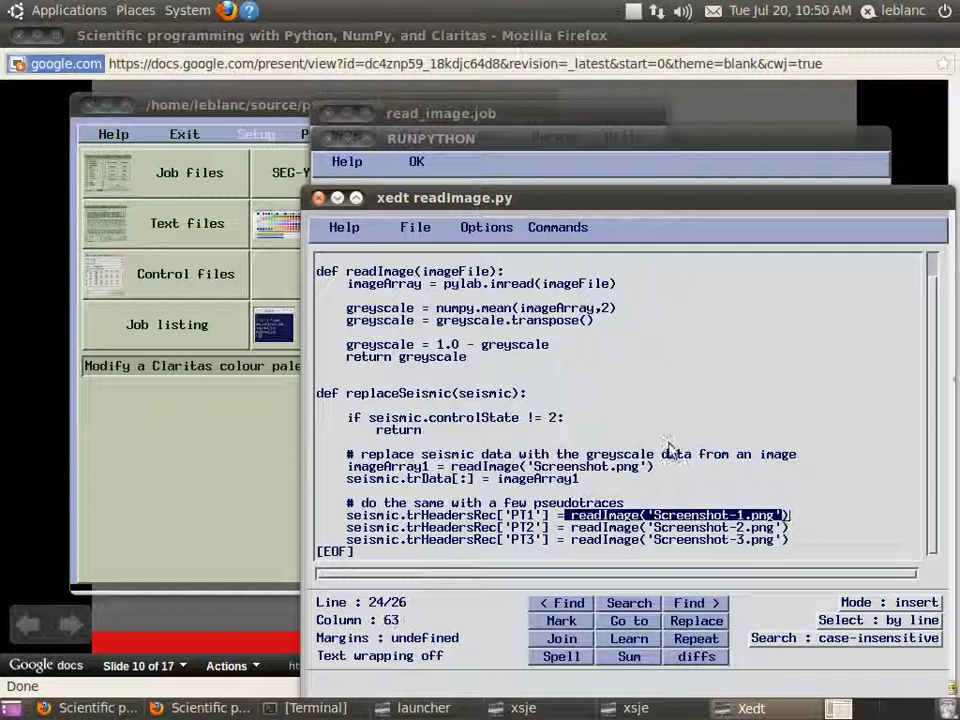 Applications Places System Tue Jul 20, 10:50 AM leblanc
Scientific programming with Python, NumPy, and Claritas - Mozilla Firefox
google.com https://docs.google.com/present/view?id=dc4znp59_18kdjc64d8&revision=_latest&start=0&theme=blank&cwj=true
/home/leblanc/source/p
read_image.job
RUNPYTHON
Help Exit Setup
Help OK
Job files SEG-Y
Text files
Control files
Job listing
Modify a Claritas colour pale
xedt readImage.py
Help File Options Commands
def readImage(imageFile):
imageArray = pylab.imread(imageFile)
greyscale = numpy.mean(imageArray,2)
greyscale = greyscale.transpose()
greyscale = 1.0 - greyscale
return greyscale
def replaceSeismic(seismic):
if seismic.controlState != 2:
return
# replace seismic data with the greyscale data from an image
imageArray1 = readImage('Screenshot.png')
seismic.trData[:] = imageArray1
# do the same with a few pseudotraces
seismic.trHeadersRec['PT1'] = readImage('Screenshot-1.png')
seismic.trHeadersRec['PT2'] = readImage('Screenshot-2.png')
seismic.trHeadersRec['PT3'] = readImage('Screenshot-3.png')
[EOF]
Line : 24/26 < Find Search Find > Mode : insert
Column : 63 Mark Go to Replace Select : by line
Margins : undefined Join Learn Repeat Search : case-insensitive
Text wrapping off Spell Sum diffs
Google docs Slide 10 of 17 Actions
Done
Scientific p... Scientific p... [Terminal] launcher xsje xsje Xedt